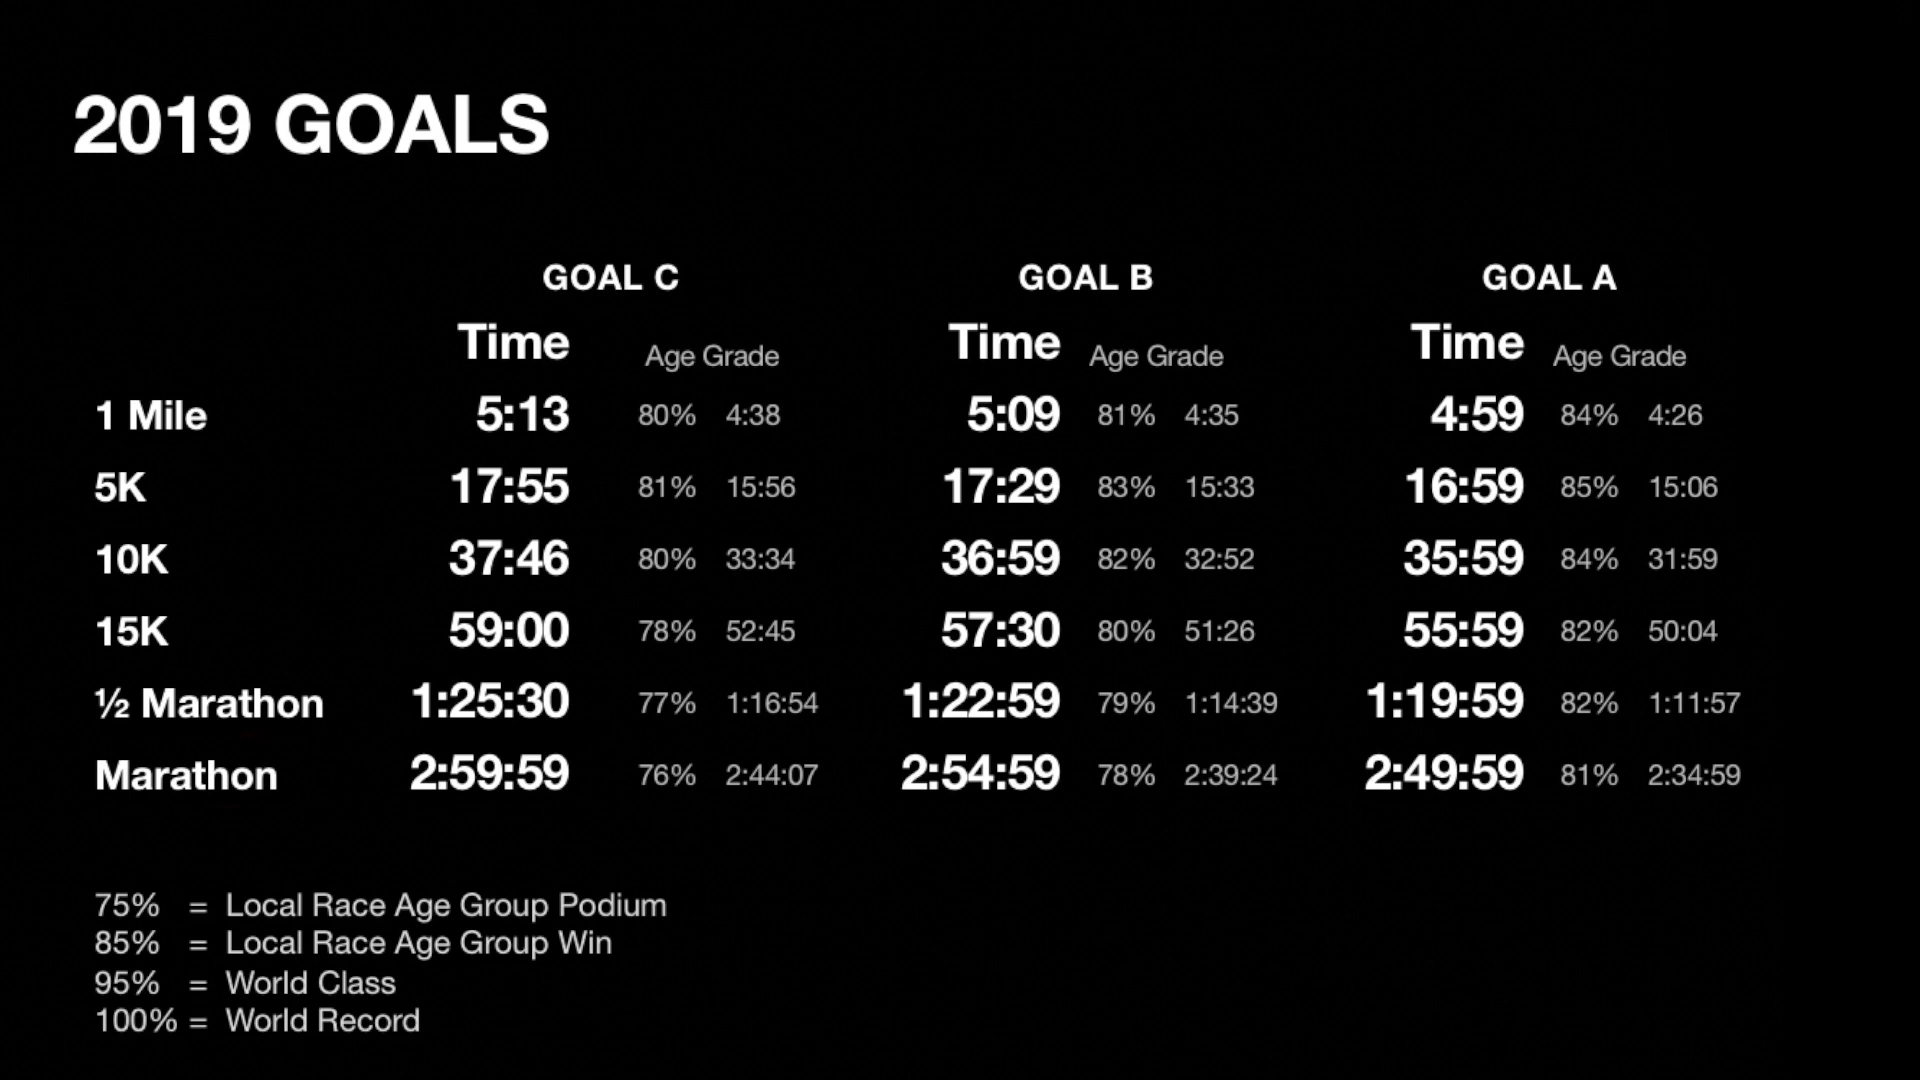 2019 GOALS
GOAL C GOAL B GOAL A
Time Age Grade Time Age Grade Time Age Grade
1 Mile 5:13 80% 4:38 5:09 81% 4:35 4:59 84% 4:26
5K 17:55 81% 15:56 17:29 83% 15:33 16:59 85% 15:06
10K 37:46 80% 33:34 36:59 82% 32:52 35:59 84% 31:59
15K 59:00 78% 52:45 57:30 80% 51:26 55:59 82% 50:04
½ Marathon 1:25:30 77% 1:16:54 1:22:59 79% 1:14:39 1:19:59 82% 1:11:57
Marathon 2:59:59 76% 2:44:07 2:54:59 78% 2:39:24 2:49:59 81% 2:34:59
75% = Local Race Age Group Podium
85% = Local Race Age Group Win
95% = World Class
100% = World Record